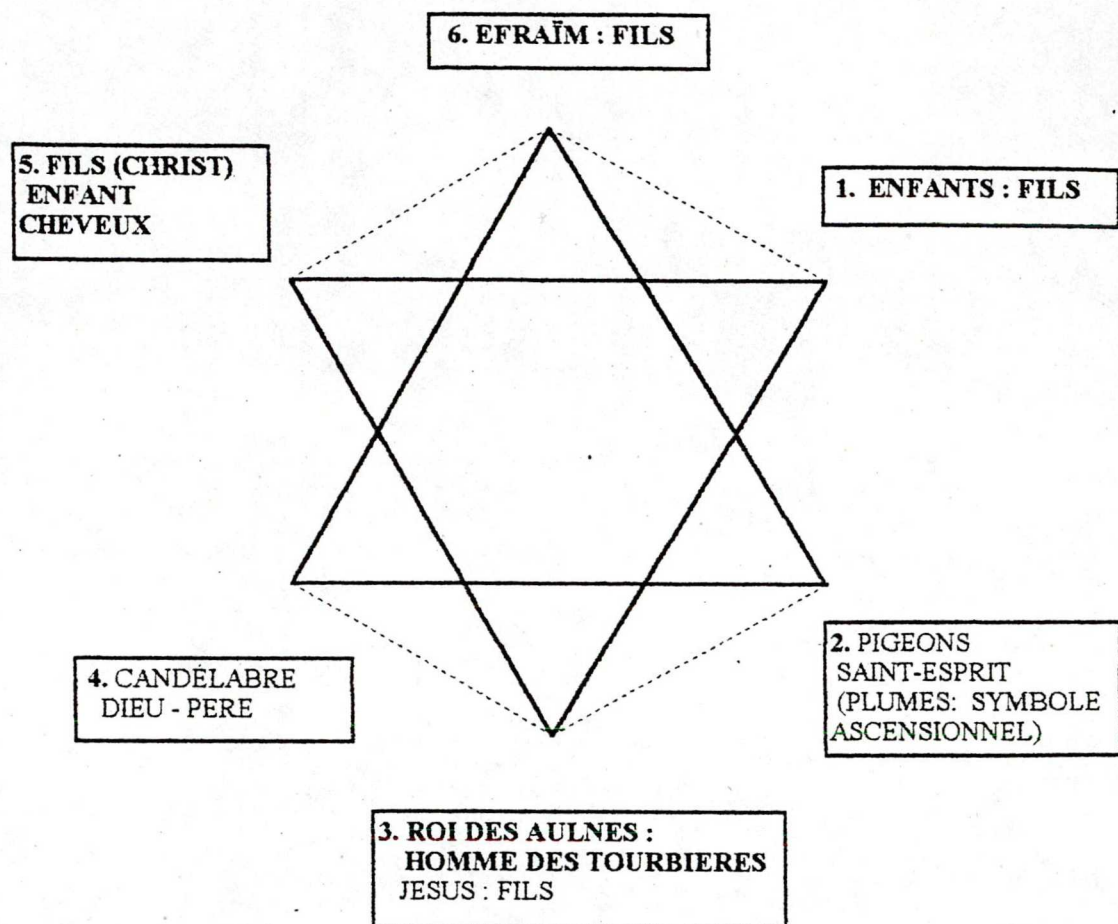 6. EFRAÏM : FILS
5. FILS (CHRIST)
ENFANT
CHEVEUX
1. ENFANTS : FILS
4. CANDÉLABRE
DIEU - PERE
2. PIGEONS
SAINT-ESPRIT
(PLUMES: SYMBOLE
ASCENSIONNEL)
3. ROI DES AULNES :
HOMME DES TOURBIERES
JESUS : FILS